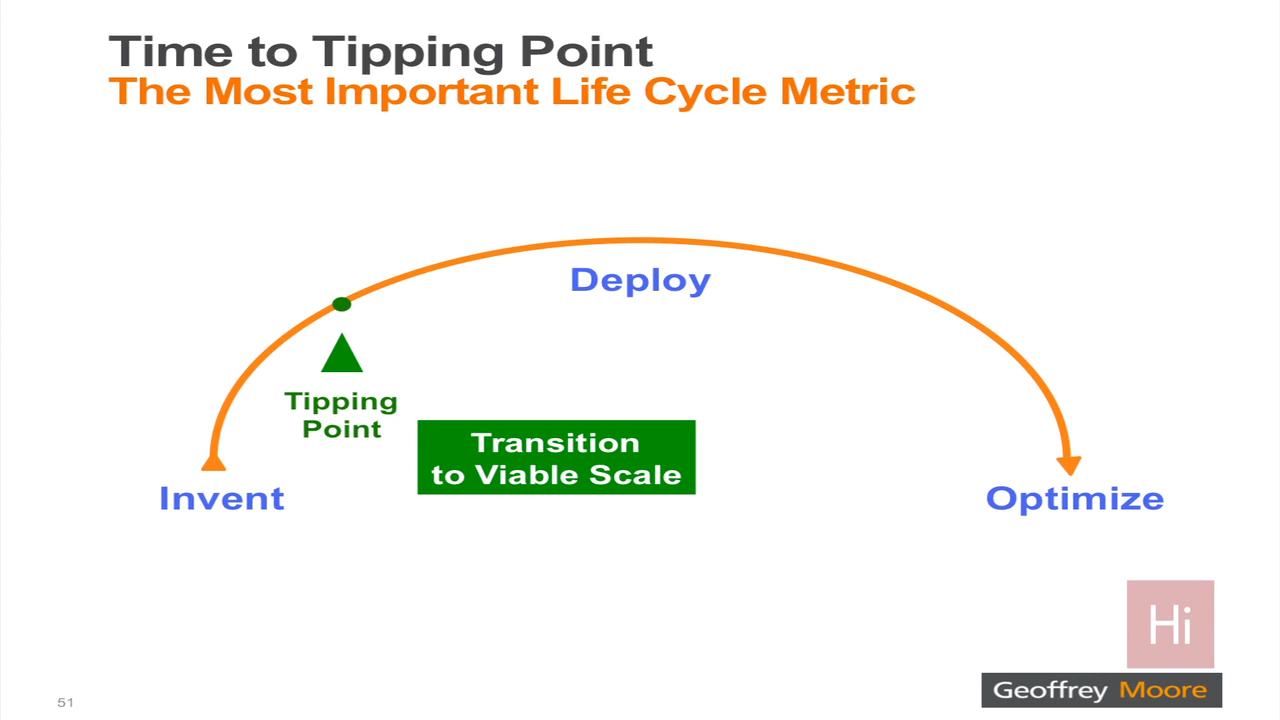 Time to Tipping Point
The Most Important Life Cycle Metric
Deploy
Tipping
Point
Transition
to Viable Scale
Invent
Optimize
Hi
Geoffrey Moore
51